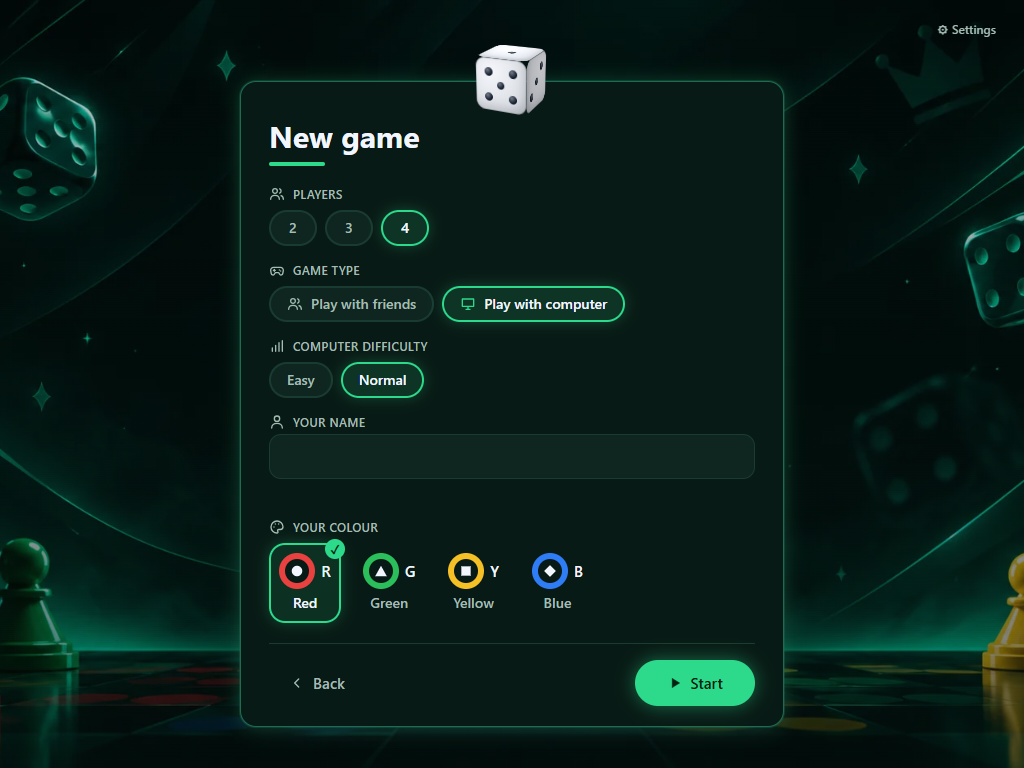 Settings
New game
PLAYERS
2 3 4
GAME TYPE
Play with friends Play with computer
COMPUTER DIFFICULTY
Easy Normal
YOUR NAME
YOUR COLOUR
R G Y B
Red Green Yellow Blue
Back Start